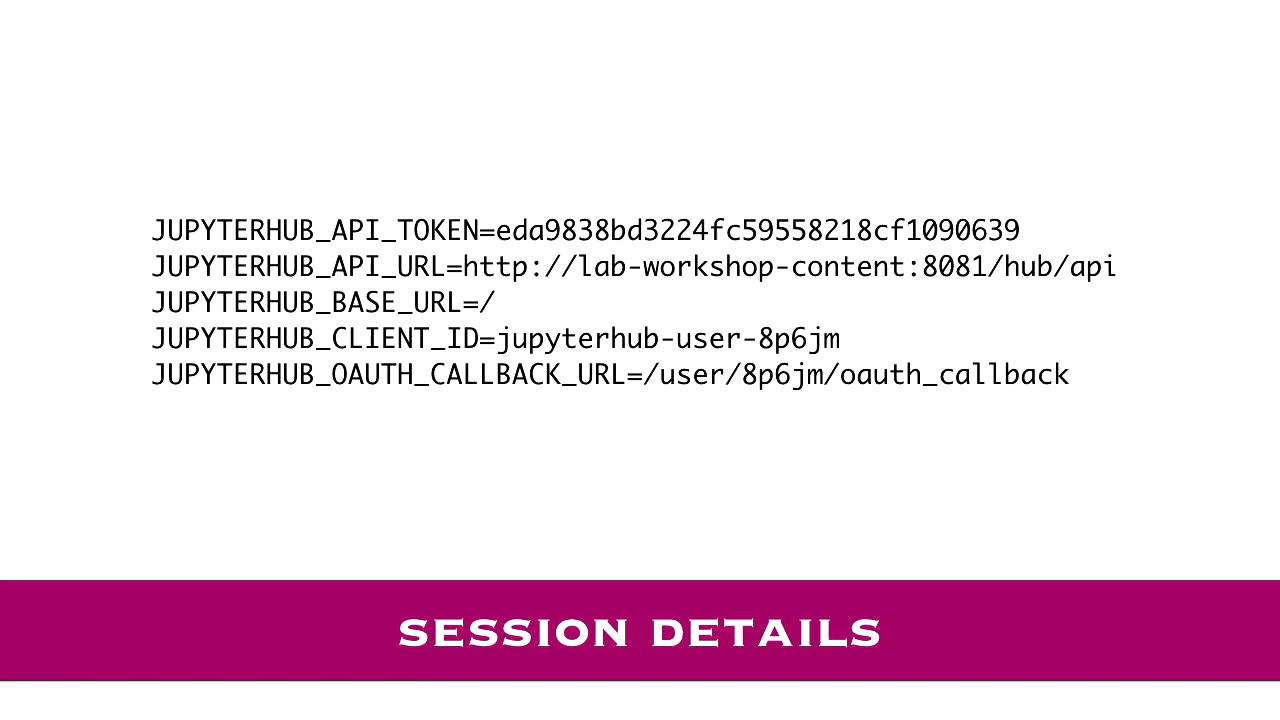 JUPYTERHUB_API_TOKEN=eda9838bd3224fc59558218cf1090639
JUPYTERHUB_API_URL=http://lab-workshop-content:8081/hub/api
JUPYTERHUB_BASE_URL=/
JUPYTERHUB_CLIENT_ID=jupyterhub-user-8p6jm
JUPYTERHUB_OAUTH_CALLBACK_URL=/user/8p6jm/oauth_callback
SESSION DETAILS